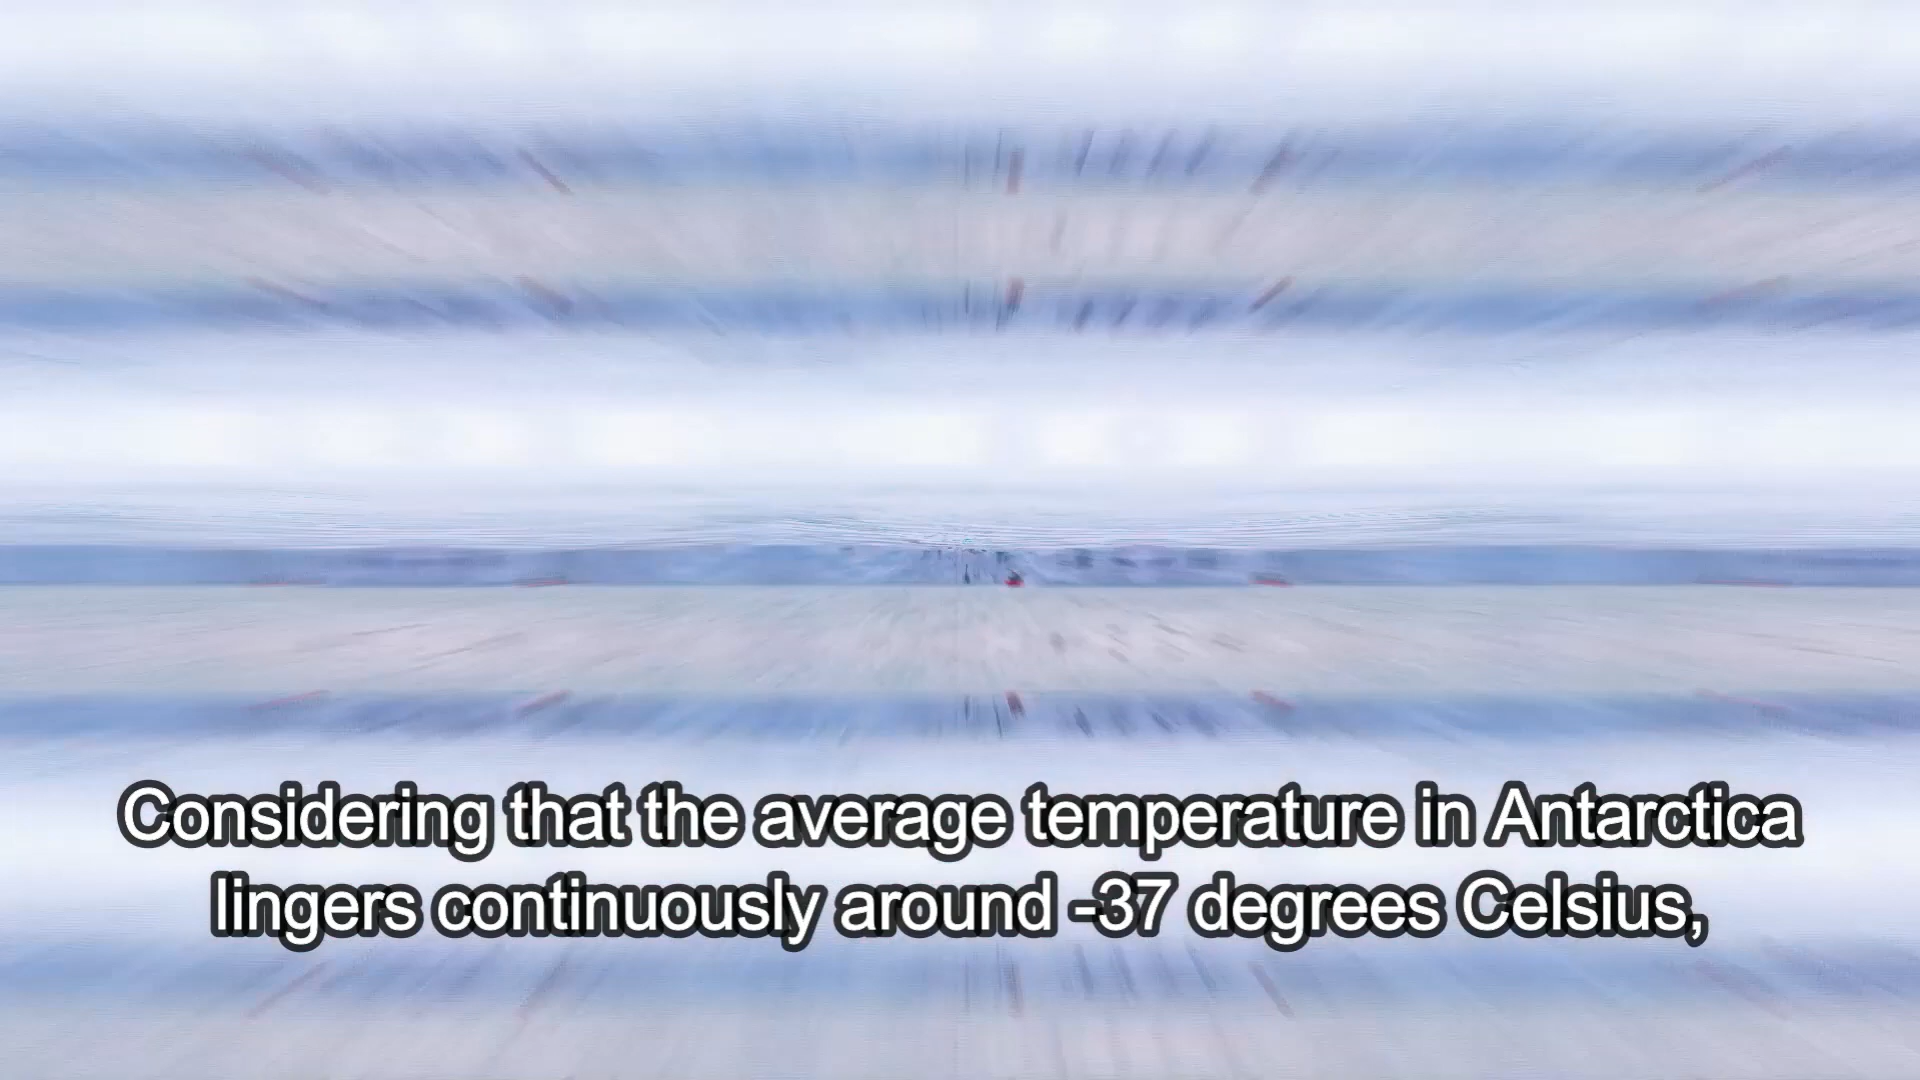 Considering that the average temperature in Antarctica
lingers continuously around -37 degrees Celsius,